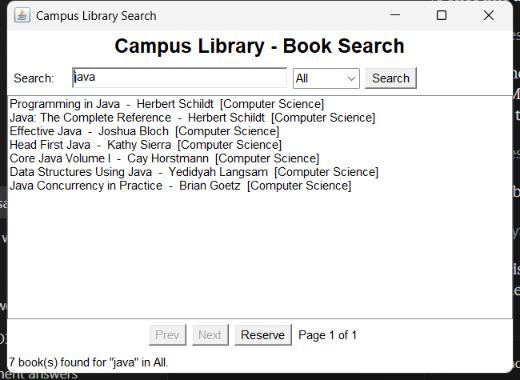 Campus Library Search
Campus Library - Book Search
Search: java All Search
Programming in Java - Herbert Schildt [Computer Science]
Java: The Complete Reference - Herbert Schildt [Computer Science]
Effective Java - Joshua Bloch [Computer Science]
Head First Java - Kathy Sierra [Computer Science]
Core Java Volume I - Cay Horstmann [Computer Science]
Data Structures Using Java - Yedidyah Langsam [Computer Science]
Java Concurrency in Practice - Brian Goetz [Computer Science]
Prev Next Reserve Page 1 of 1
7 book(s) found for "java" in All.
ment answers